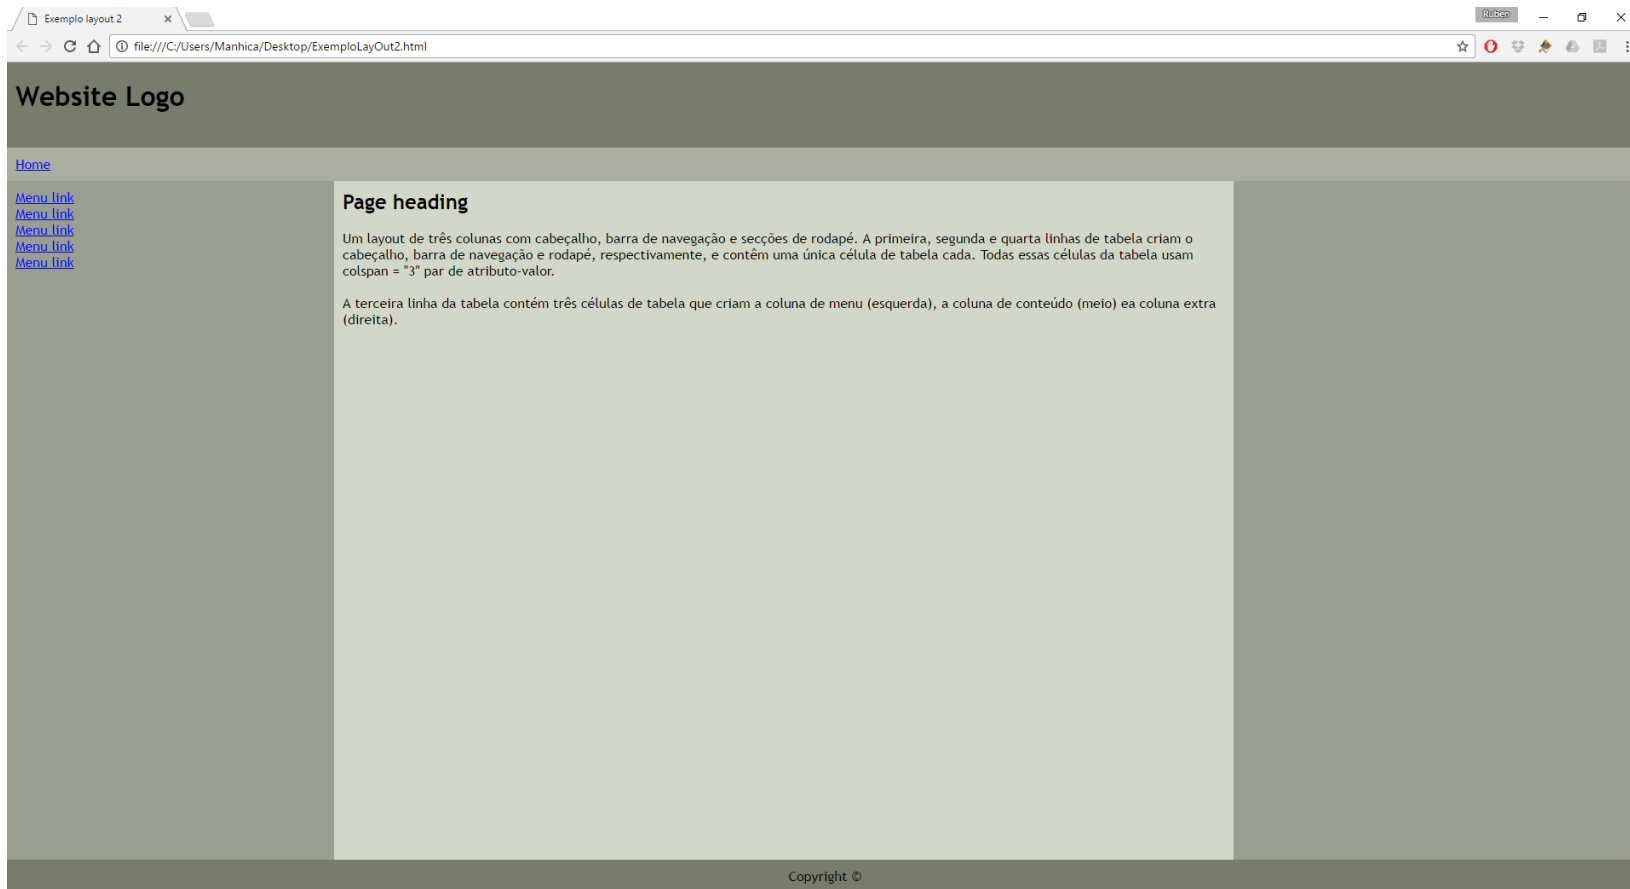 Exemplo layout 2
Ruben
file:///C:/Users/Manhica/Desktop/ExemploLayOut2.html
Website Logo
Home
Menu link
Menu link
Menu link
Menu link
Menu link
Page heading
Um layout de três colunas com cabeçalho, barra de navegação e secções de rodapé. A primeira, segunda e quarta linhas de tabela criam o
cabeçalho, barra de navegação e rodapé, respectivamente, e contêm uma única célula de tabela cada. Todas essas células da tabela usam
colspan = "3" par de atributo-valor.
A terceira linha da tabela contém três células de tabela que criam a coluna de menu (esquerda), a coluna de conteúdo (meio) ea coluna extra
(direita).
Copyright ©